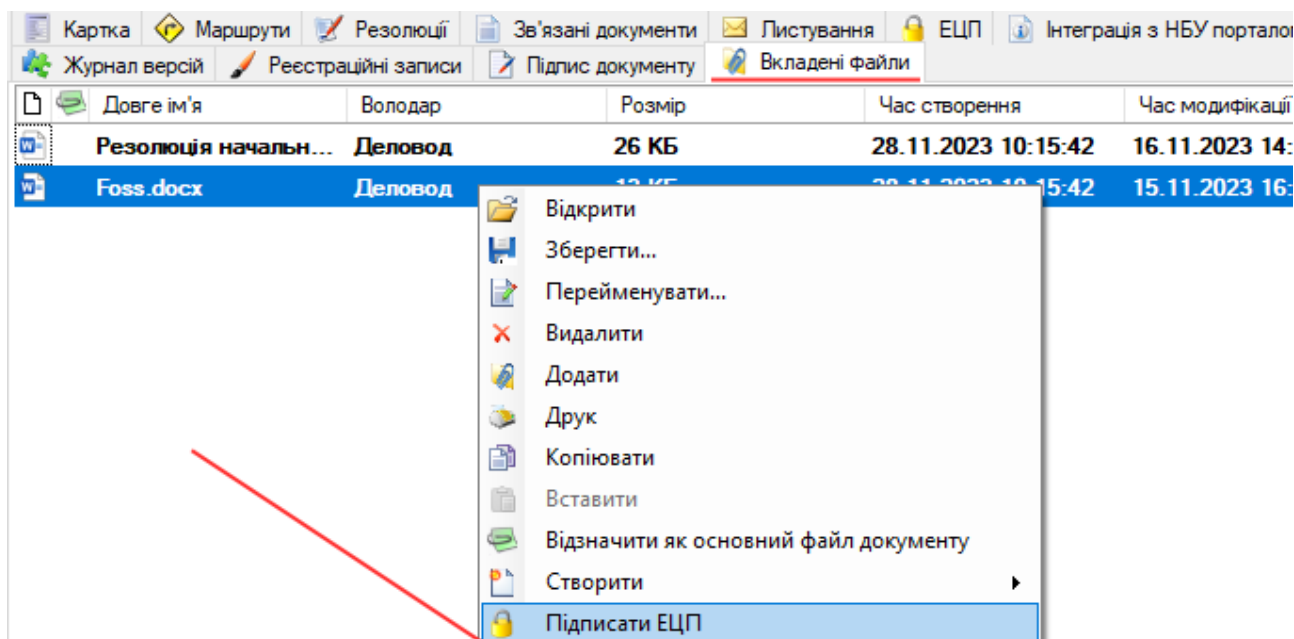 Картка Маршрути Резолюції Зв'язані документи Листування ЕЦП Інтеграція з НБУ
Журнал версій Реєстраційні записи Підпис документу Вкладені файли
Довге ім'я Володар Розмір Час створення Час модифікації
Резолюція начальн... Деловод 26 КБ 28.11.2023 10:15:42 16.11.2023 14:
Foss.docx Деловод 15:42 15.11.2023 16:
Відкрити
Зберегти...
Перейменувати...
Видалити
Додати
Друк
Копіювати
Вставити
Відзначити як основний файл документу
Створити
Підписати ЕЦП